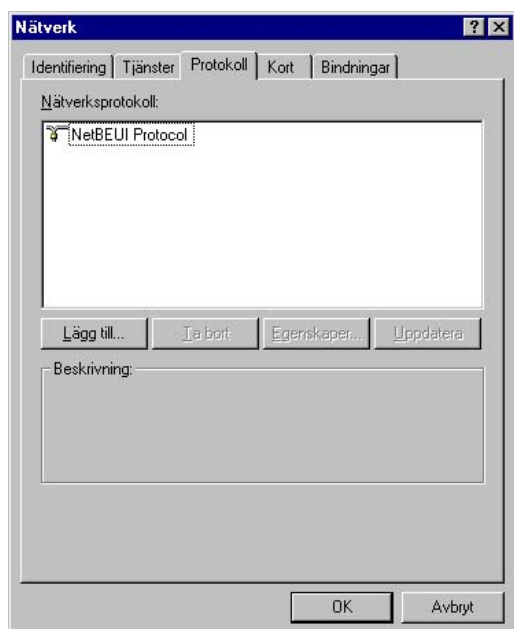 Nätverk
Identifiering Tjänster Protokoll Kort Bindningar
Nätverksprotokoll:
NetBEUI Protocol
Lägg till... Ta bort Egenskaper... Uppdatera
Beskrivning:
OK Avbryt